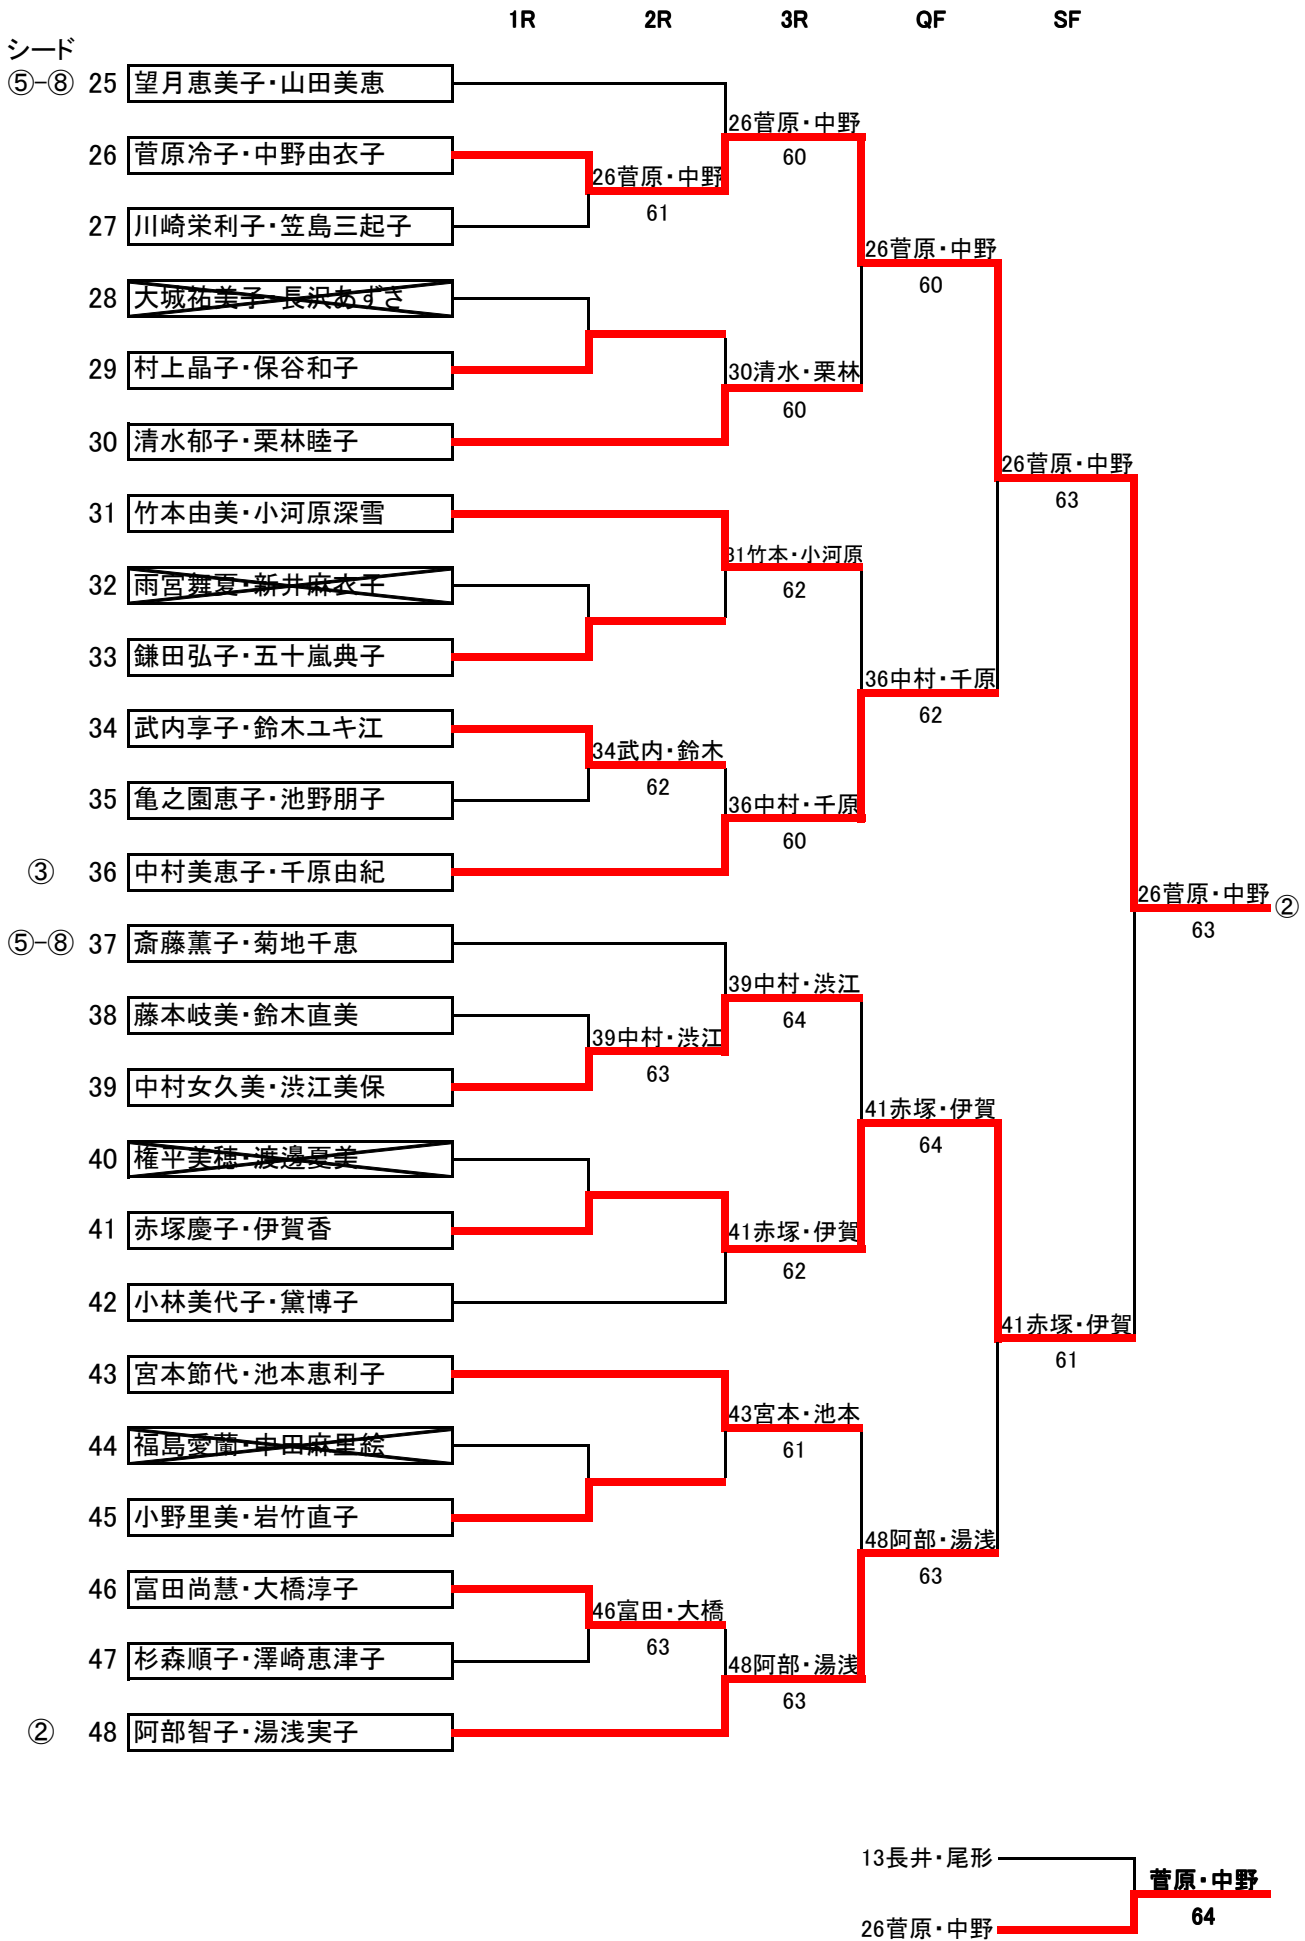 1R 2R 3R QF SF
シード
⑤-⑧ 25 望月恵美子・山田美恵
26菅原・中野
60
26 菅原冷子・中野由衣子
26菅原・中野
61
27 川崎栄利子・笠島三起子
26菅原・中野
60
28 大城祐美子・長沢あずさ
29 村上晶子・保谷和子
30清水・栗林
60
30 清水郁子・栗林睦子
26菅原・中野
63
31 竹本由美・小河原深雪
31竹本・小河原
62
32 雨宮舞夏・新井麻衣子
33 鎌田弘子・五十嵐典子
36中村・千原
62
34 武内享子・鈴木ユキ江
34武内・鈴木
62
35 亀之園恵子・池野朋子
36中村・千原
60
③ 36 中村美恵子・千原由紀
26菅原・中野 ②
63
⑤-⑧ 37 斎藤薫子・菊地千恵
39中村・渋江
64
38 藤本岐美・鈴木直美
39中村・渋江
63
39 中村女久美・渋江美保
41赤塚・伊賀
64
40 権平美穂・渡邊夏美
41 赤塚慶子・伊賀香
41赤塚・伊賀
62
42 小林美代子・黛博子
41赤塚・伊賀
61
43 宮本節代・池本恵利子
43宮本・池本
61
44 福島愛蘭・中田麻里絵
45 小野里美・岩竹直子
48阿部・湯浅
63
46 富田尚慧・大橋淳子
46富田・大橋
63
47 杉森順子・澤崎恵津子
48阿部・湯浅
63
② 48 阿部智子・湯浅実子
13長井・尾形
菅原・中野
64
26菅原・中野